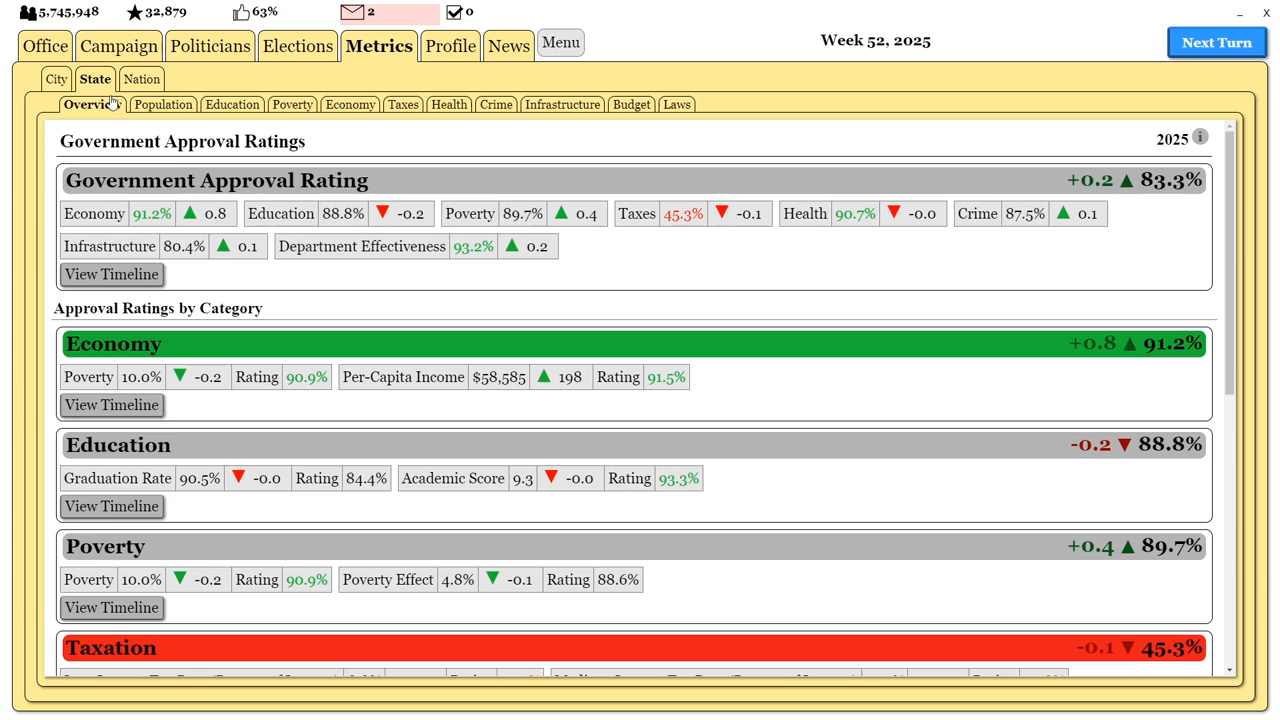 5,745,948 32,879 63% 2 0 _ X
Office Campaign Politicians Elections Metrics Profile News Menu Week 52, 2025 Next Turn
City State Nation
Overview Population Education Poverty Economy Taxes Health Crime Infrastructure Budget Laws
Government Approval Ratings 2025 i
Government Approval Rating +0.2 ▲ 83.3%
Economy 91.2% ▲ 0.8 Education 88.8% ▼ -0.2 Poverty 89.7% ▲ 0.4 Taxes 45.3% ▼ -0.1 Health 90.7% ▼ -0.0 Crime 87.5% ▲ 0.1
Infrastructure 80.4% ▲ 0.1 Department Effectiveness 93.2% ▲ 0.2
View Timeline
Approval Ratings by Category
Economy +0.8 ▲ 91.2%
Poverty 10.0% ▼ -0.2 Rating 90.9% Per-Capita Income $58,585 ▲ 198 Rating 91.5%
View Timeline
Education -0.2 ▼ 88.8%
Graduation Rate 90.5% ▼ -0.0 Rating 84.4% Academic Score 9.3 ▼ -0.0 Rating 93.3%
View Timeline
Poverty +0.4 ▲ 89.7%
Poverty 10.0% ▼ -0.2 Rating 90.9% Poverty Effect 4.8% ▼ -0.1 Rating 88.6%
View Timeline
Taxation -0.1 ▼ 45.3%